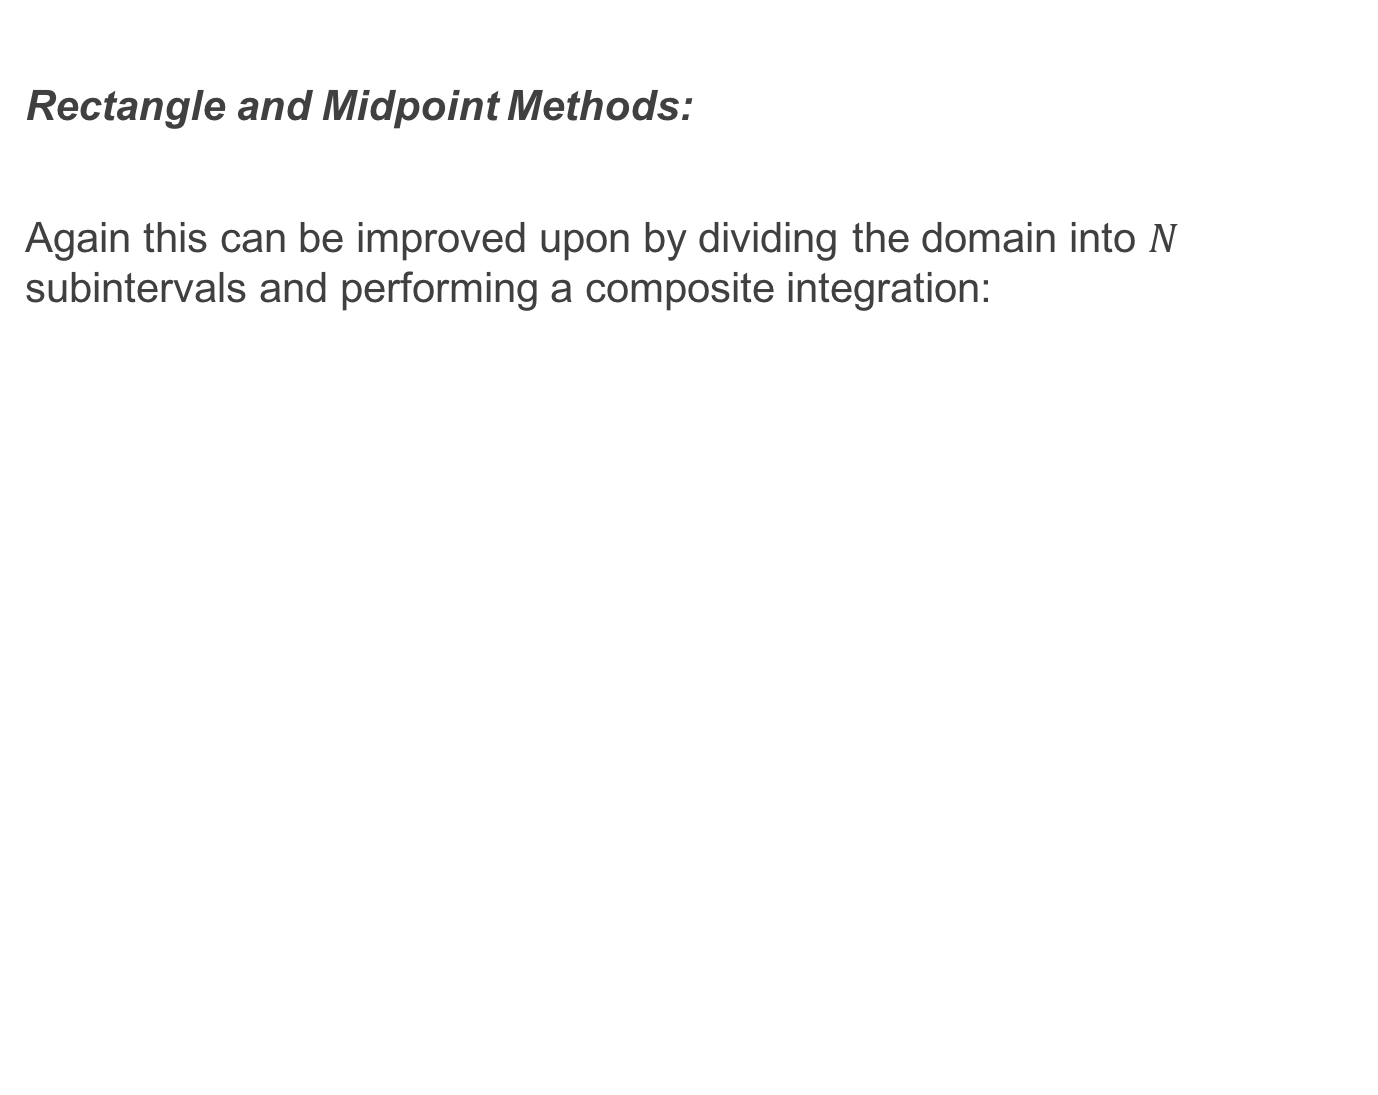 Rectangle and Midpoint Methods:
Again this can be improved upon by dividing the domain into N
subintervals and performing a composite integration: